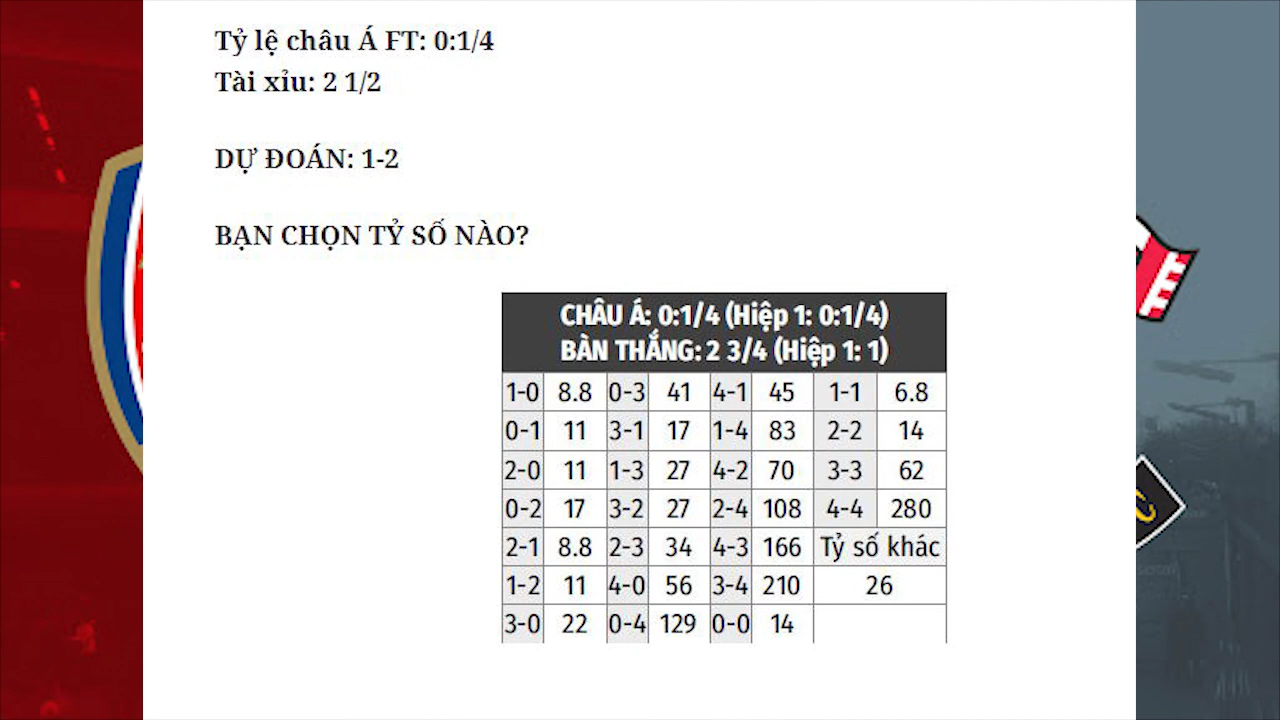 Tỷ lệ châu Á FT: 0:1/4
Tài xỉu: 2 1/2
DỰ ĐOÁN: 1-2
BẠN CHỌN TỶ SỐ NÀO?
CHÂU Á: 0:1/4 (Hiệp 1: 0:1/4)
BÀN THẮNG: 2 3/4 (Hiệp 1: 1)
1-0 8.8 0-3 41 4-1 45 1-1 6.8
0-1 11 3-1 17 1-4 83 2-2 14
2-0 11 1-3 27 4-2 70 3-3 62
0-2 17 3-2 27 2-4 108 4-4 280
2-1 8.8 2-3 34 4-3 166 Tỷ số khác
1-2 11 4-0 56 3-4 210 26
3-0 22 0-4 129 0-0 14